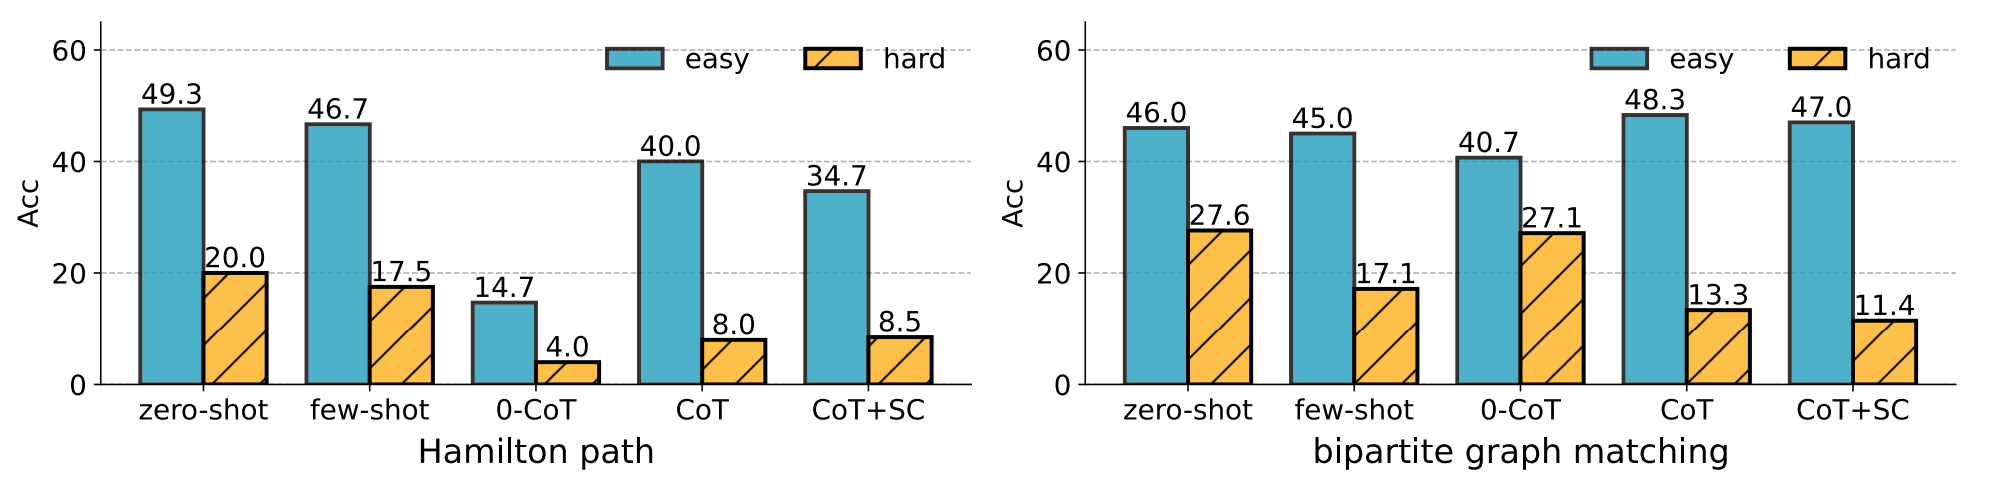 60
40
20
0
Acc
easy hard
49.3 20.0 46.7 17.5 14.7 4.0 40.0 8.0 34.7 8.5
zero-shot few-shot 0-CoT CoT CoT+SC
Hamilton path
60
40
20
0
Acc
easy hard
46.0 27.6 45.0 17.1 40.7 27.1 48.3 13.3 47.0 11.4
zero-shot few-shot 0-CoT CoT CoT+SC
bipartite graph matching